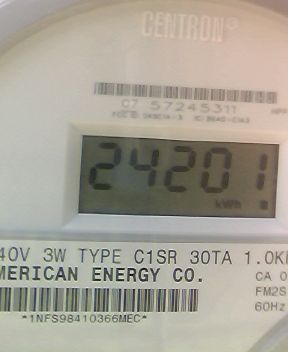 CENTRON®
C7 57245311
24201
kWh
40V 3W TYPE C1SR 30TA 1.0K
MERICAN ENERGY CO.
CA 0
FM2S
60Hz
*1NFS98410366MEC*